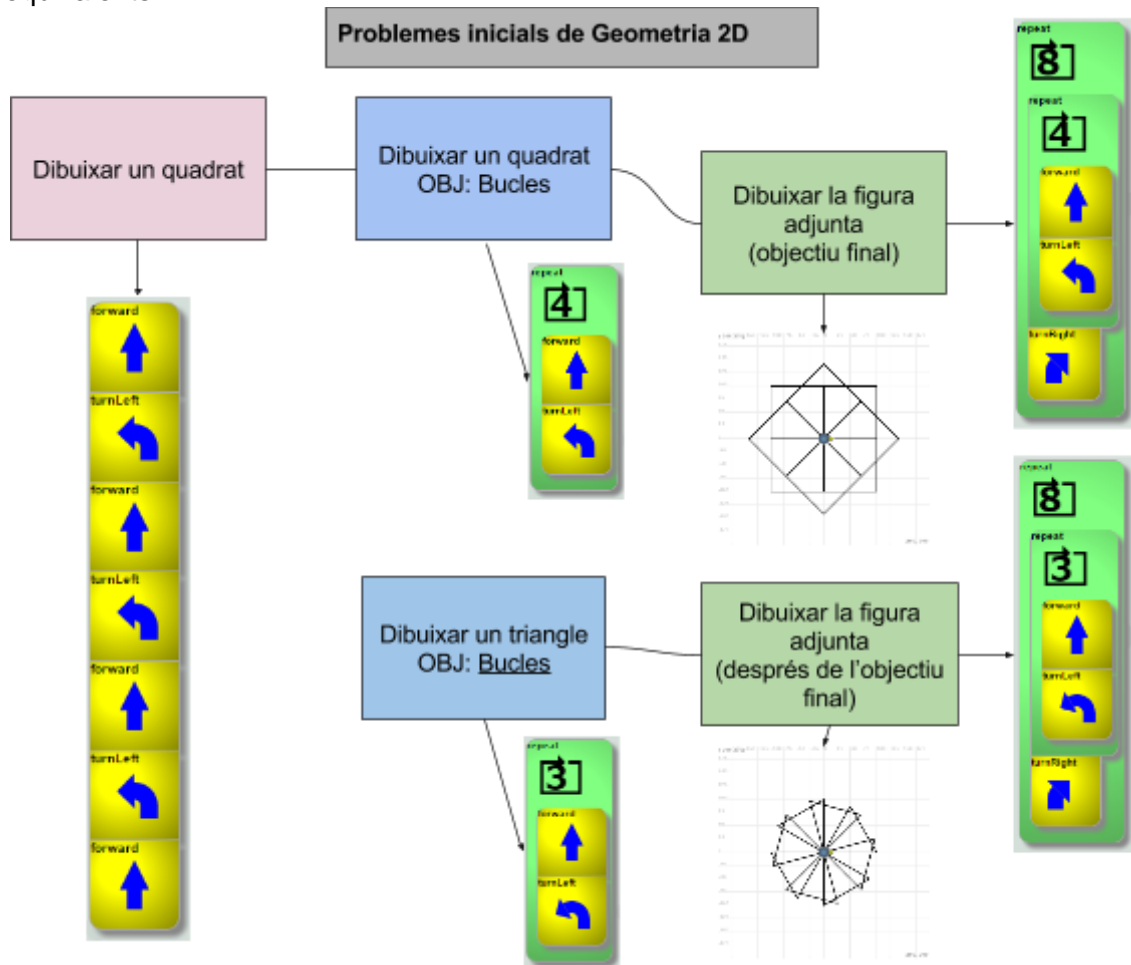 Problemes inicials de Geometria 2D
Dibuixar un quadrat
Dibuixar un quadrat
OBJ: Bucles
Dibuixar la figura
adjunta
(objectiu final)
repeat
8
repeat
4
forward
turnLeft
turnRight
forward
turnLeft
forward
turnLeft
forward
turnLeft
forward
repeat
4
forward
turnLeft
Dibuixar un triangle
OBJ: Bucles
Dibuixar la figura
adjunta
(després de l'objectiu
final)
repeat
8
repeat
3
forward
turnLeft
turnRight
repeat
3
forward
turnLeft